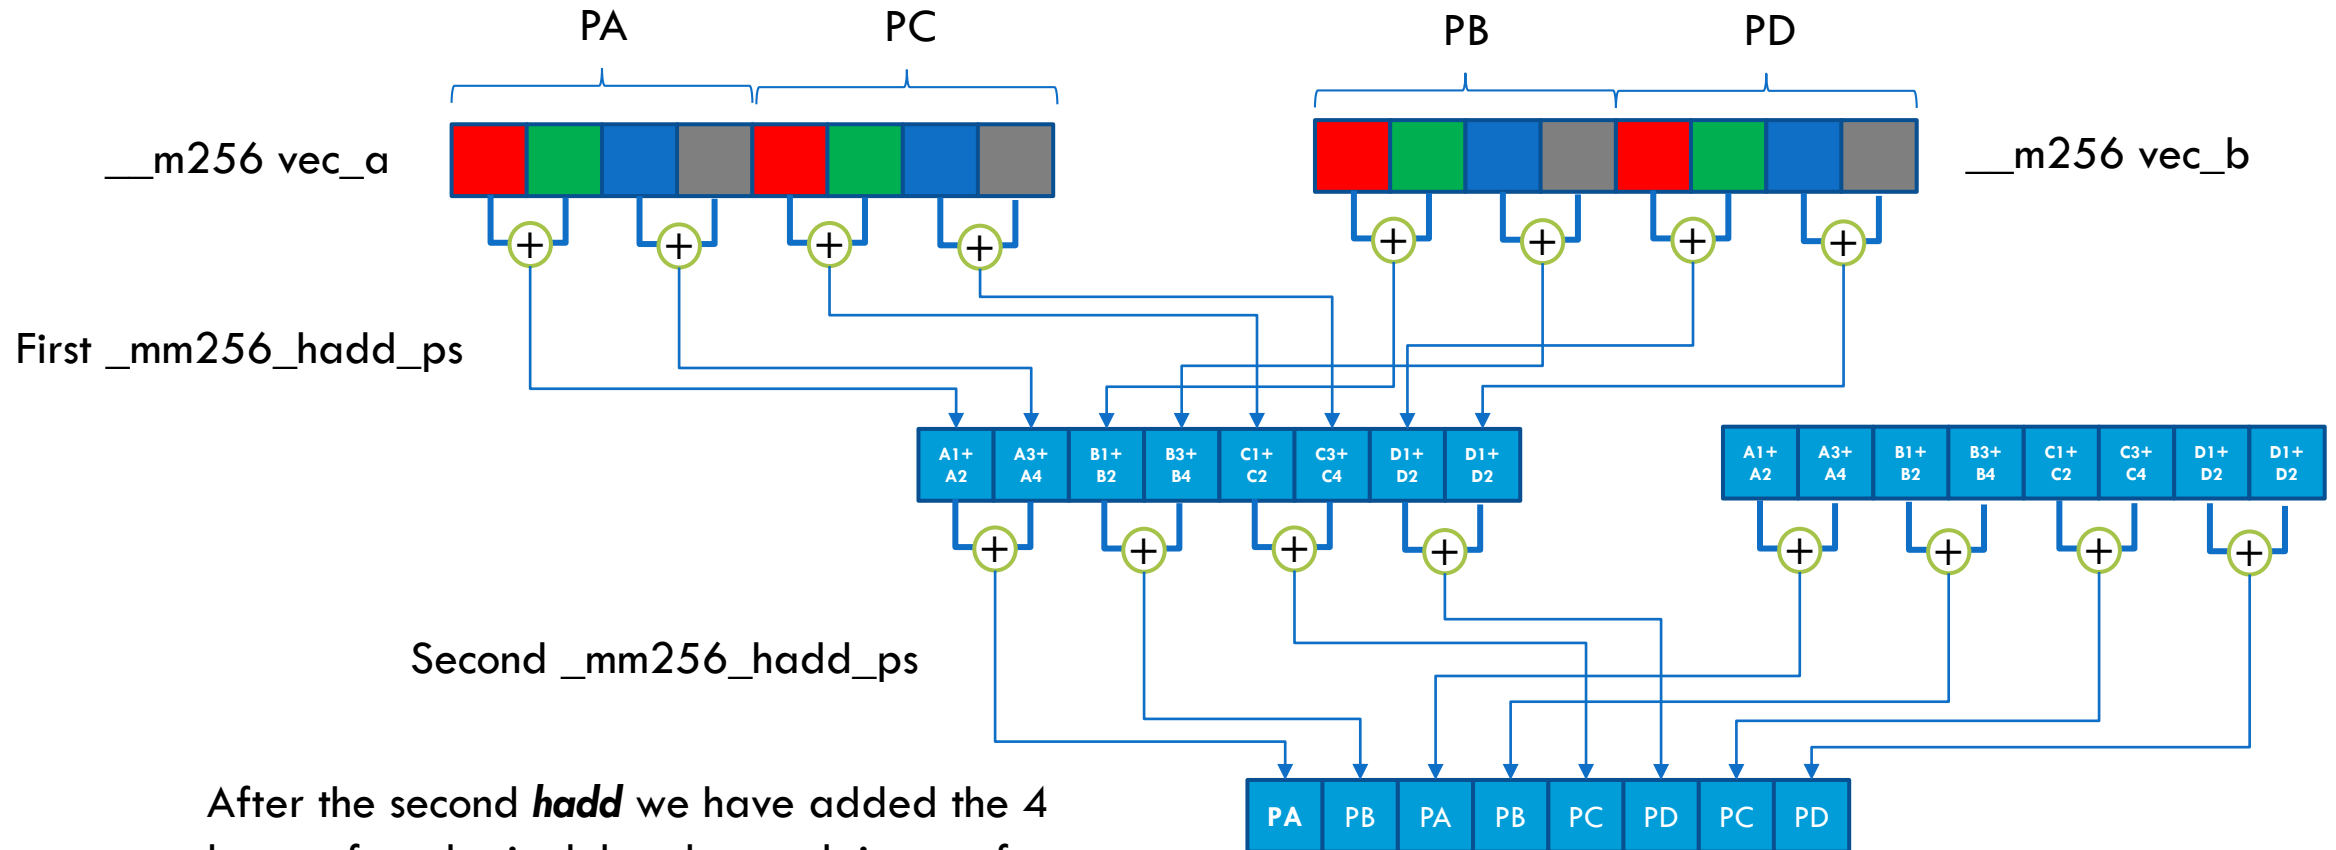 PA PC PB PD
__m256 vec_a
__m256 vec_b
+ + + + + + + +
First _mm256_hadd_ps
A1+ A3+ B1+ B3+ C1+ C3+ D1+ D1+
A2 A4 B2 B4 C2 C4 D2 D2
A1+ A3+ B1+ B3+ C1+ C3+ D1+ D1+
A2 A4 B2 B4 C2 C4 D2 D2
+ + + + + + + +
Second _mm256_hadd_ps
After the second hadd we have added the 4
PA PB PA PB PC PD PC PD